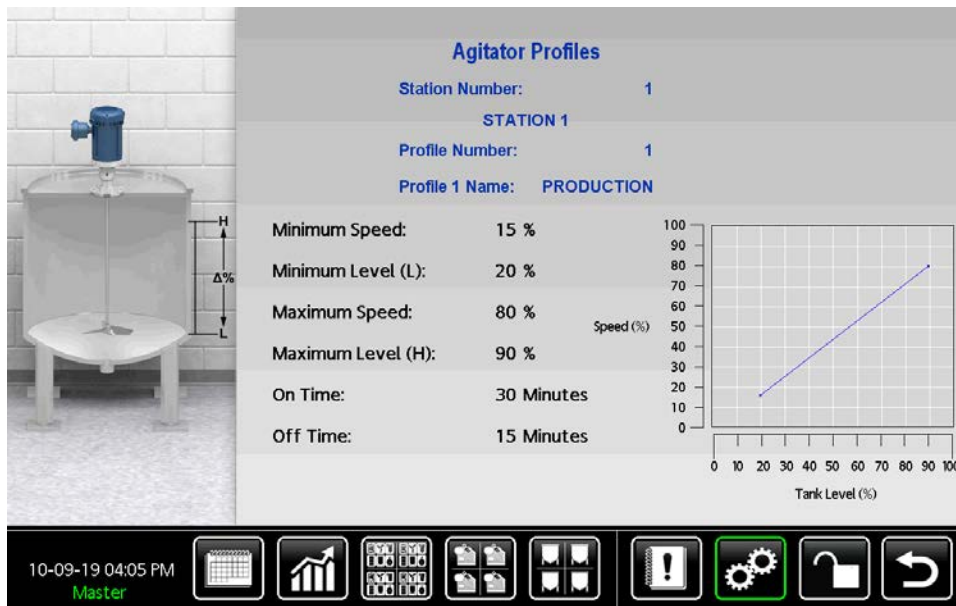 Agitator Profiles
Station Number: 1
STATION 1
Profile Number: 1
Profile 1 Name: PRODUCTION
H
Δ%
L
Minimum Speed: 15 %
Minimum Level (L): 20 %
Maximum Speed: 80 %
Maximum Level (H): 90 %
On Time: 30 Minutes
Off Time: 15 Minutes
100
90
80
70
60
Speed (%) 50
40
30
20
10
0
0 10 20 30 40 50 60 70 80 90 100
Tank Level (%)
10-09-19 04:05 PM
Master